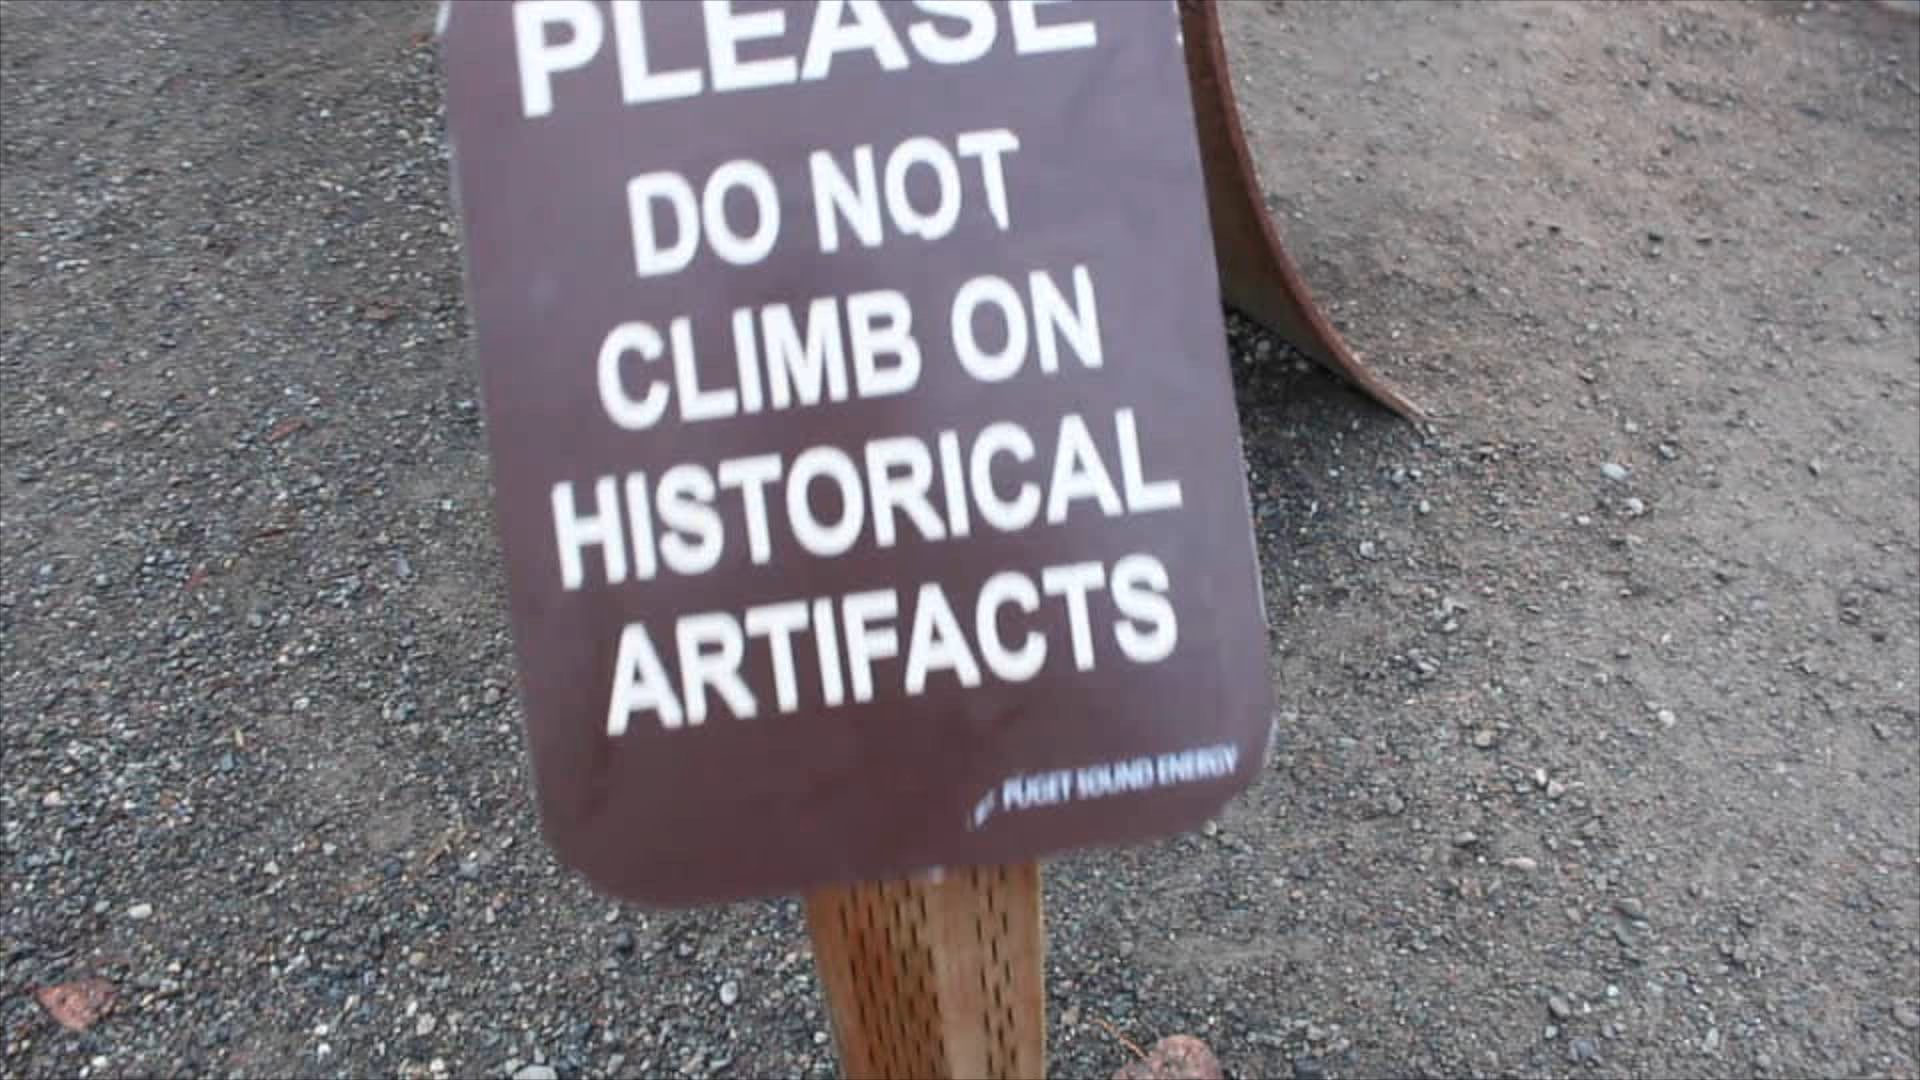 PLEASE
DO NOT
CLIMB ON
HISTORICAL
ARTIFACTS
PUGET SOUND ENERGY